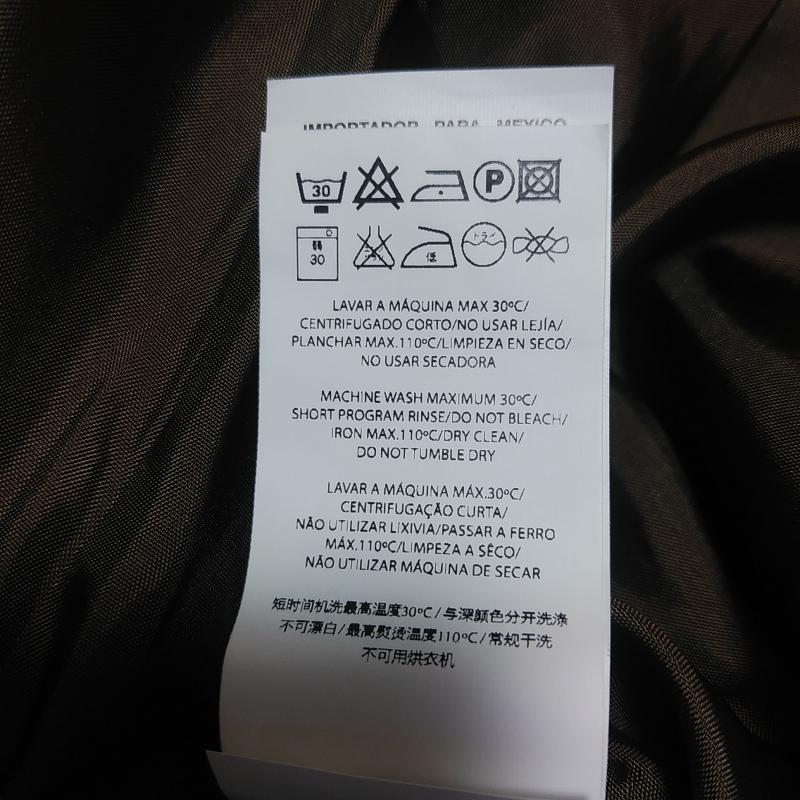 IMPORTADOR PARA MEXICO
30 P
30 低 ドライ
LAVAR A MÁQUINA MAX 30ºC/
CENTRIFUGADO CORTO/NO USAR LEJÍA/
PLANCHAR MAX.110ºC/LIMPIEZA EN SECO/
NO USAR SECADORA
MACHINE WASH MAXIMUM 30ºC/
SHORT PROGRAM RINSE/DO NOT BLEACH/
IRON MAX.110ºC/DRY CLEAN/
DO NOT TUMBLE DRY
LAVAR A MÁQUINA MÁX.30ºC/
CENTRIFUGAÇÃO CURTA/
NÃO UTILIZAR LIXIVIA/PASSAR A FERRO
MÁX.110ºC/LIMPEZA A SÊCO/
NÃO UTILIZAR MÁQUINA DE SECAR
短时间机洗最高温度30ºC/与深颜色分开洗涤
不可漂白/最高熨烫温度110ºC/常规干洗
不可用烘衣机